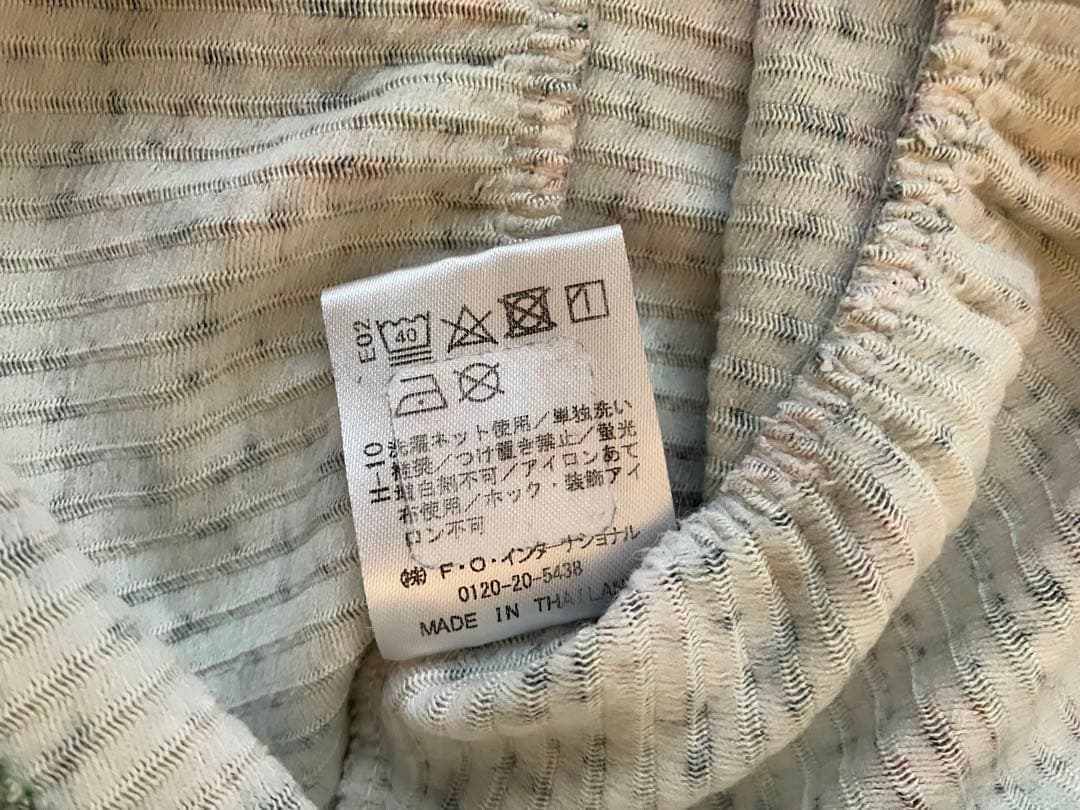 E02
40
H-10
洗濯ネット使用/単独洗い
推奨/つけ置き禁止/蛍光
増白剤不可/アイロンあて
布使用/ホック・装飾アイ
ロン不可
㈱ F・O・インターナショナル
0120-20-5438
MADE IN THAILAND